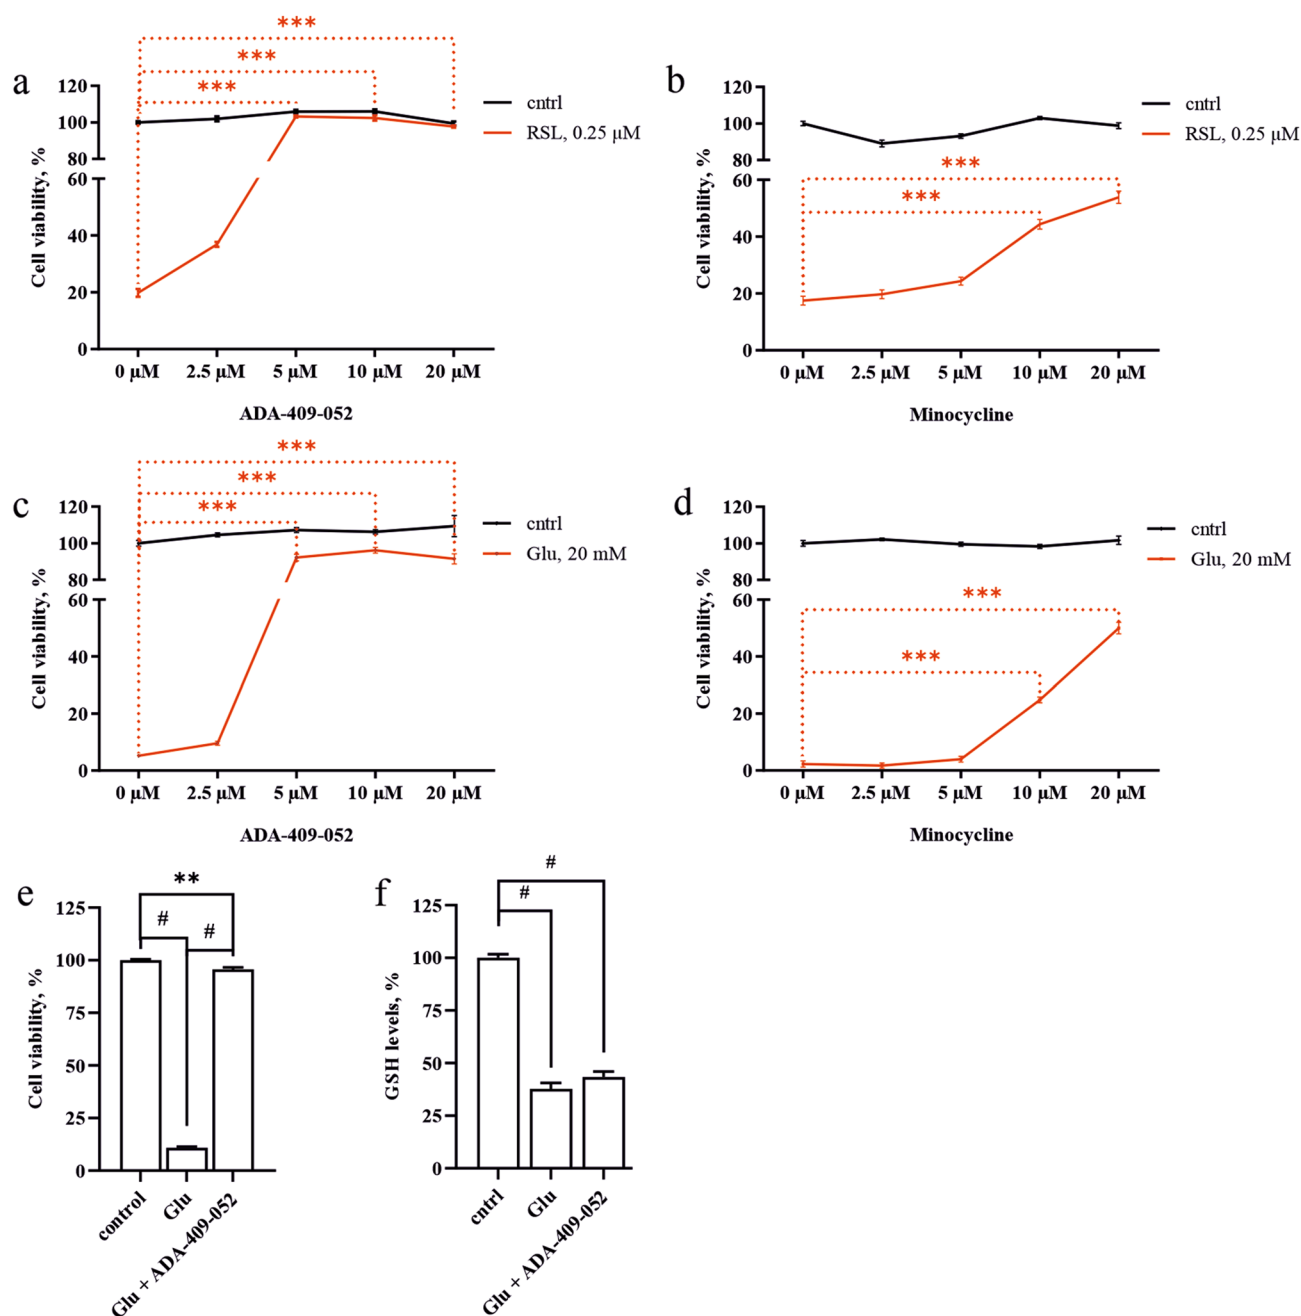 a
***
***
***
Cell viability, %
120
100
80
60
40
20
0
0 µM 2.5 µM 5 µM 10 µM 20 µM
ADA-409-052
cntrl
RSL, 0.25 µM
b
***
***
Cell viability, %
120
100
80
60
40
20
0
0 µM 2.5 µM 5 µM 10 µM 20 µM
Minocycline
cntrl
RSL, 0.25 µM
c
***
***
***
Cell viability, %
120
100
80
60
40
20
0
0 µM 2.5 µM 5 µM 10 µM 20 µM
ADA-409-052
cntrl
Glu, 20 mM
d
***
***
Cell viability, %
120
100
80
60
40
20
0
0 µM 2.5 µM 5 µM 10 µM 20 µM
Minocycline
cntrl
Glu, 20 mM
e
**
#
#
Cell viability, %
125
100
75
50
25
0
control
Glu
Glu + ADA-409-052
f
#
#
GSH levels, %
125
100
75
50
25
0
cntrl
Glu
Glu + ADA-409-052